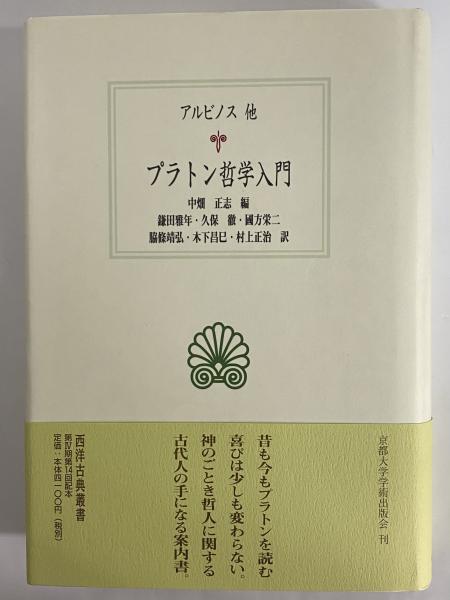 アルビノス 他
プラトン哲学入門
中畑 正志 編
鎌田雅年・久保 徹・國方栄二
脇條靖弘・木下昌巳・村上正治 訳
京都大学学術出版会 刊
昔も今もプラトンを読む
喜びは少しも変わらない。
神のごとき哲人に関する
古代人の手になる案内書。
西洋古典叢書
第Ⅳ期第14回配本
定価：本体四一〇〇円（税別）